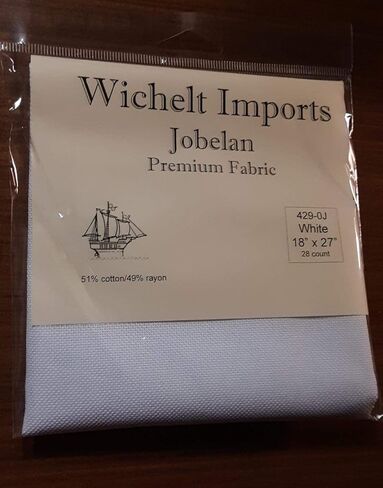 Wichelt Imports
Jobelan
Premium Fabric
429-0J
White
18" x 27"
28 count
51% cotton/49% rayon